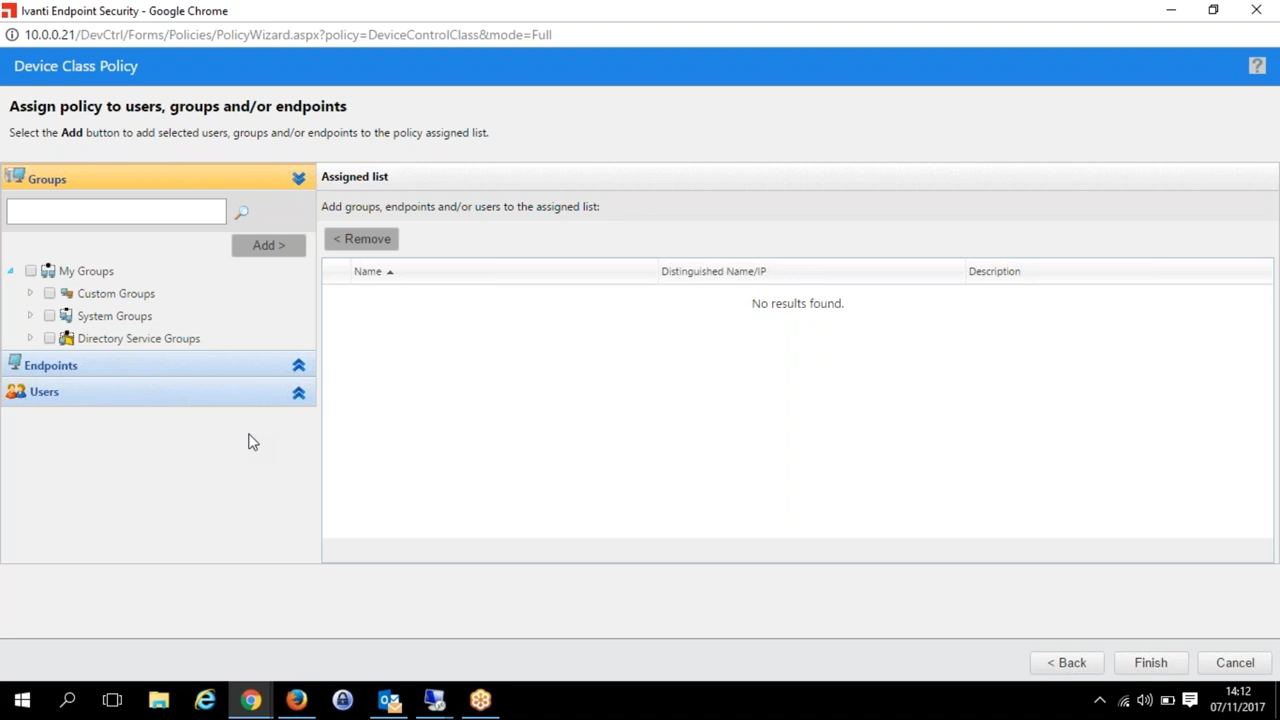 Ivanti Endpoint Security - Google Chrome
10.0.0.21/DevCtrl/Forms/Policies/PolicyWizard.aspx?policy=DeviceControlClass&mode=Full
Device Class Policy
?
Assign policy to users, groups and/or endpoints
Select the Add button to add selected users, groups and/or endpoints to the policy assigned list.
Groups
Add >
My Groups
Custom Groups
System Groups
Directory Service Groups
Endpoints
Users
Assigned list
Add groups, endpoints and/or users to the assigned list:
< Remove
Name
Distinguished Name/IP
Description
No results found.
< Back
Finish
Cancel
14:12
07/11/2017